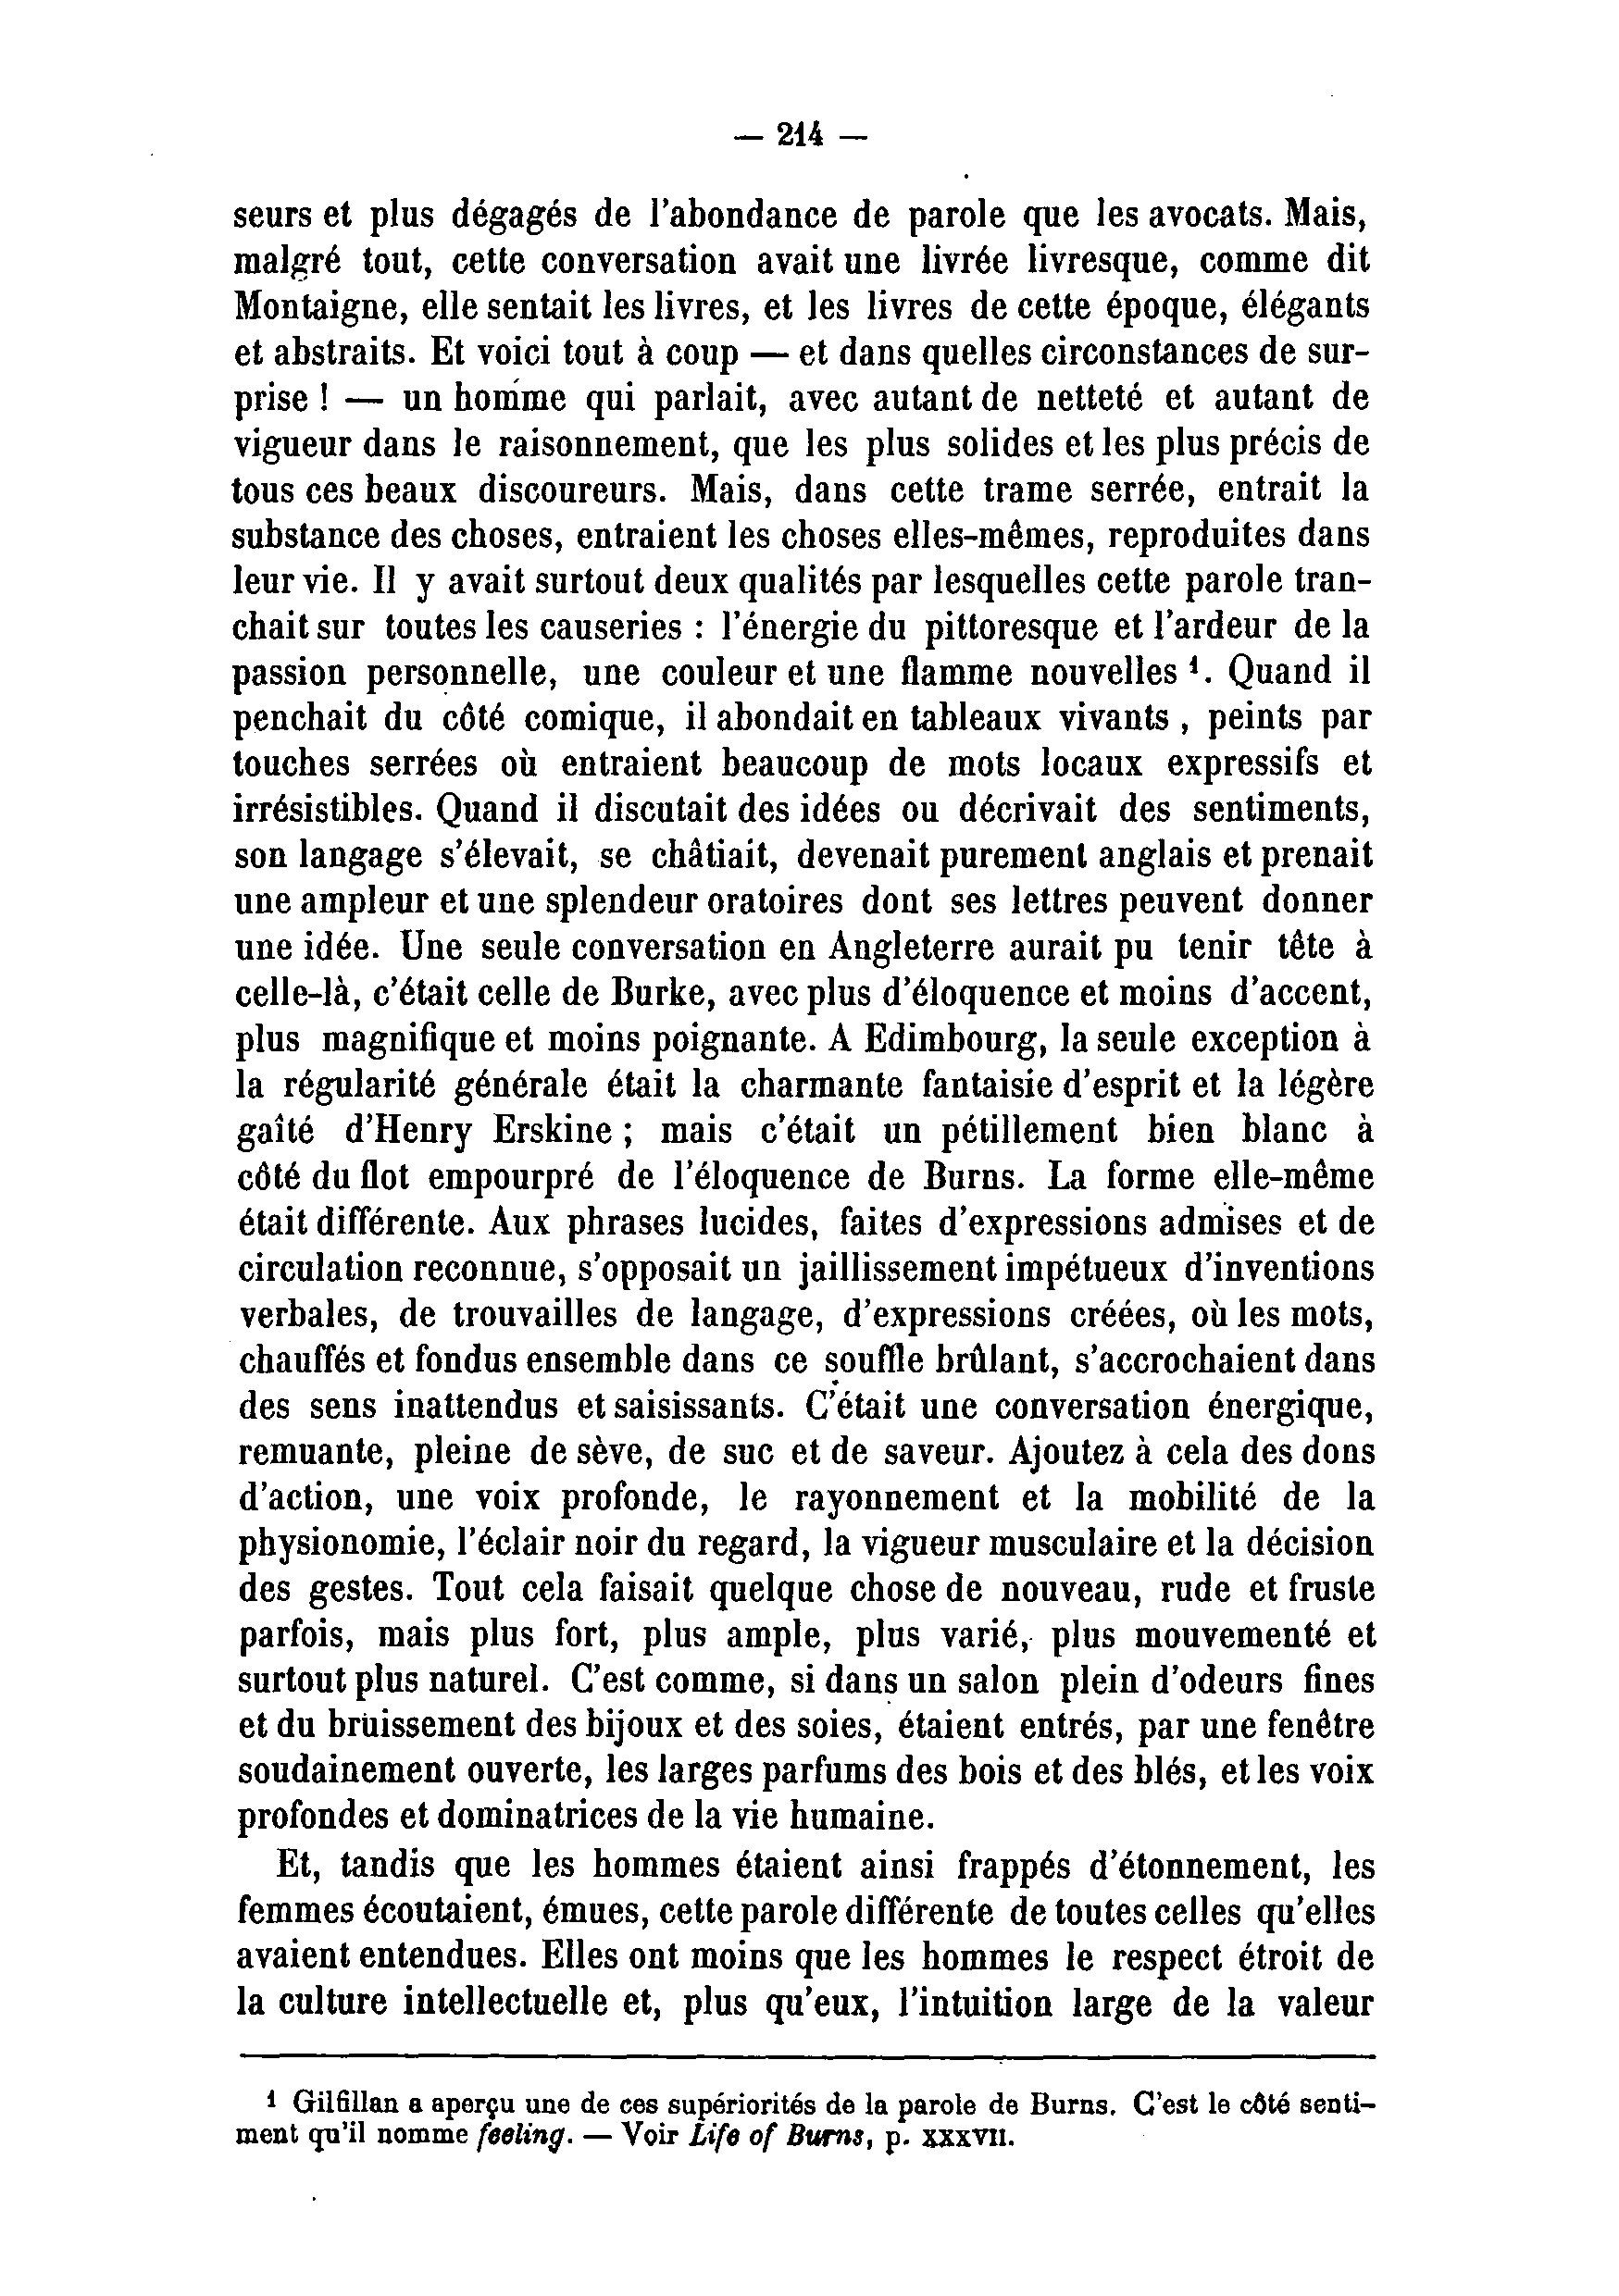 — 214 —
seurs et plus dégagés de l'abondance de parole que les avocats. Mais,
malgré tout, cette conversation avait une livrée livresque, comme dit
Montaigne, elle sentait les livres, et les livres de cette époque, élégants
et abstraits. Et voici tout à coup — et dans quelles circonstances de sur-
prise ! — un homme qui parlait, avec autant de netteté et autant de
vigueur dans le raisonnement, que les plus solides et les plus précis de
tous ces beaux discoureurs. Mais, dans cette trame serrée, entrait la
substance des choses, entraient les choses elles-mêmes, reproduites dans
leur vie. Il y avait surtout deux qualités par lesquelles cette parole tran-
chait sur toutes les causeries : l'énergie du pittoresque et l'ardeur de la
passion personnelle, une couleur et une flamme nouvelles ¹. Quand il
penchait du côté comique, il abondait en tableaux vivants , peints par
touches serrées où entraient beaucoup de mots locaux expressifs et
irrésistibles. Quand il discutait des idées ou décrivait des sentiments,
son langage s'élevait, se châtiait, devenait purement anglais et prenait
une ampleur et une splendeur oratoires dont ses lettres peuvent donner
une idée. Une seule conversation en Angleterre aurait pu tenir tête à
celle-là, c'était celle de Burke, avec plus d'éloquence et moins d'accent,
plus magnifique et moins poignante. A Edimbourg, la seule exception à
la régularité générale était la charmante fantaisie d'esprit et la légère
gaîté d'Henry Erskine ; mais c'était un pétillement bien blanc à
côté du flot empourpré de l'éloquence de Burns. La forme elle-même
était différente. Aux phrases lucides, faites d'expressions admises et de
circulation reconnue, s'opposait un jaillissement impétueux d'inventions
verbales, de trouvailles de langage, d'expressions créées, où les mots,
chauffés et fondus ensemble dans ce souffle brûlant, s'accrochaient dans
des sens inattendus et saisissants. C'était une conversation énergique,
remuante, pleine de sève, de suc et de saveur. Ajoutez à cela des dons
d'action, une voix profonde, le rayonnement et la mobilité de la
physionomie, l'éclair noir du regard, la vigueur musculaire et la décision
des gestes. Tout cela faisait quelque chose de nouveau, rude et fruste
parfois, mais plus fort, plus ample, plus varié, plus mouvementé et
surtout plus naturel. C'est comme, si dans un salon plein d'odeurs fines
et du bruissement des bijoux et des soies, étaient entrés, par une fenêtre
soudainement ouverte, les larges parfums des bois et des blés, et les voix
profondes et dominatrices de la vie humaine.
Et, tandis que les hommes étaient ainsi frappés d'étonnement, les
femmes écoutaient, émues, cette parole différente de toutes celles qu'elles
avaient entendues. Elles ont moins que les hommes le respect étroit de
la culture intellectuelle et, plus qu'eux, l'intuition large de la valeur
¹ Gilfillan a aperçu une de ces supériorités de la parole de Burns. C'est le côté senti-
ment qu'il nomme feeling. — Voir Life of Burns, p. XXXVII.